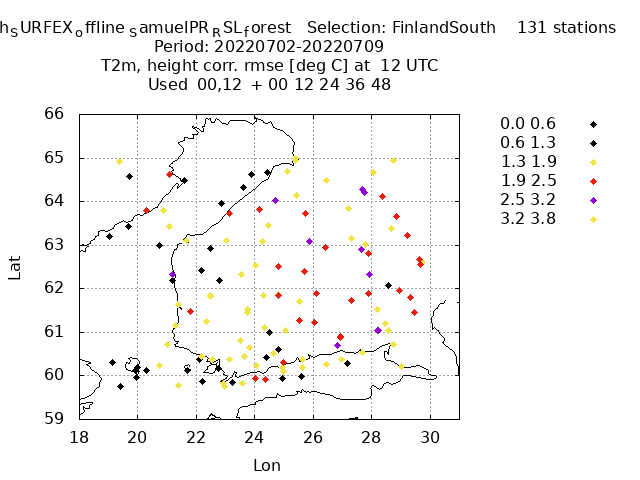 hSURFEXoffline SamuelPRRSLforest Selection: FinlandSouth 131 stations
Period: 20220702-20220709
T2m, height corr. rmse [deg C] at 12 UTC
Used 00,12 + 00 12 24 36 48
66
65
64
63
62
61
60
59
Lat
18 20 22 24 26 28 30
Lon
0.0 0.6
0.6 1.3
1.3 1.9
1.9 2.5
2.5 3.2
3.2 3.8